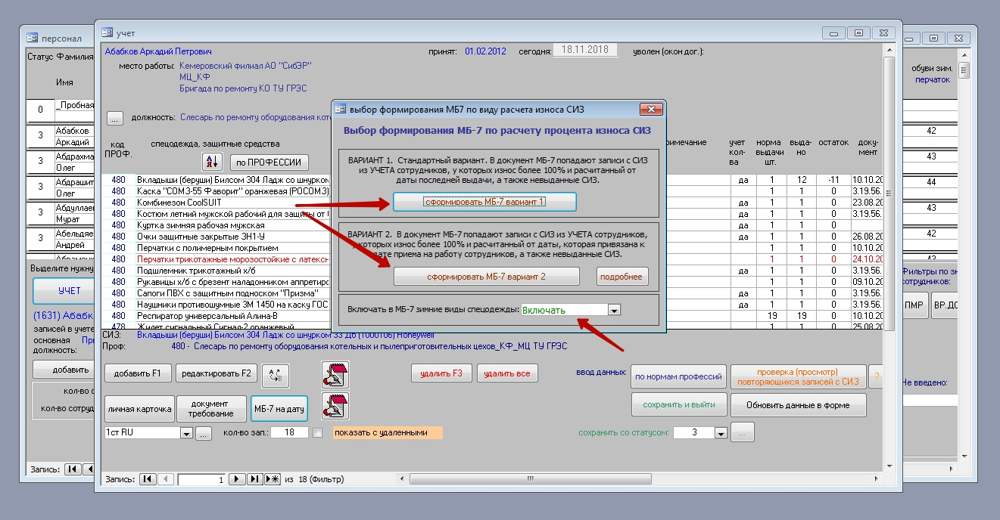 персонал
Статус Фамилия
Имя
0 _Пробная
3 Абабков
Аркадий
3 Абдрахма
Олег
3 Абдрашит
Олег
3 Абдуллаев
Мурат
3 Абельдяе
Андрей
Выделите нужну
УЧЕТ
(1631) Абабк
записей в учете
основная Пр
должность:
добавить
кол-во с
кол-во сотруд
Запись:
учет
Абабков Аркадий Петрович
принят: 01.02.2012 сегодня: 18.11.2018 уволен (окон дог.):
место работы: Кемеровский филиал АО "СибЭР"
МЦ_КФ
Бригада по ремонту КО ТУ ГРЭС
... должность: Слесарь по ремонту оборудования коте
код ПРОФ.
спецодежда, защитные средства
А Я
по ПРОФЕССИИ
римечание
учет кол-ва
норма выдачи шт.
выда-но
остаток
доку-мент
480 Вкладыши (беруши) Билсом 304 Ладж со шнурком да 1 12 -11 10.10.20
480 Каска "СОМЗ-55 Фаворит" оранжевая (РОСОМЗ) 1 1 0 3.19.56.
480 Комбинезон CoolSUIT да 1 1 0 23.08.20
480 Костюм летний мужской рабочий для защиты от да 1 1 0 3.19.56.
480 Куртка зимняя рабочая мужская да 1 1 0
480 Очки защитные закрытые ЗН1-У да 1 1 0 26.08.20
480 Перчатки с полимерным покрытием 1 1 0 10.10.20
480 Перчатки трикотажные морозостойкие с латексн 1 1 0 24.10.20
480 Подшлемник трикотажный х/б да 1 1 0 3.19.56.
480 Рукавицы х/б с брезент наладонником аппретиро 1 1 0 09.10.20
480 Сапоги ПВХ с защитным подноском "Призма" да 1 1 0 3.19.56.
480 Наушники противошумные 3М 1450 на каску ГОС да 1 1 0 3.19.56.
480 Респиратор универсальный Алина-В 19 19 0 10.10.20
478 Жилет сигнальный Сигнал-2 оранжевый 1 1 0 25.08.20
СИЗ: Вкладыши (беруши) Билсом 304 Ладж со шнурком 33 Дб (1000106) Honeywell
Проф: 480 - Слесарь по ремонту оборудования котельных и пылеприготовительных цехов_КФ_МЦ ТУ ГРЭС
добавить F1
редактировать F2
удалить F3
удалить все
ввод данных:
по нормам профессий
проверка (просмотр)
повторяющихся записей с СИЗ
?
личная карточка
документ
требование
МБ-7 на дату
сохранить и выйти
Обновить данные в форме
1ст RU ... кол-во зап.: 18 показать с удаленными
сохранить со статусом: 3 ...
Запись: 1 из 18 (Фильтр)
выбор формирования МБ7 по виду расчета износа СИЗ
Выбор формирования МБ-7 по расчету процента износа СИЗ
ВАРИАНТ 1. Стандартный вариант. В документ МБ-7 попадают записи с СИЗ
из УЧЕТА сотрудников, у которых износ более 100% и расчитанный от
даты последней выдачи, а также невыданные СИЗ.
сформировать МБ-7 вариант 1
ВАРИАНТ 2. В документ МБ-7 попадают записи с СИЗ из УЧЕТА сотрудников,
у которых износ более 100% и расчитанный от даты, которая привязана к
дате приема на работу сотрудников, а также невыданные СИЗ.
сформировать МБ-7 вариант 2
подробнее
Включать в МБ-7 зимние виды спецодежды: Включать
обуви зим.
перчаток
42
43
44
43
42
Фильтры по зн
сотрудников:
ПМР
ВР.ДО
Не введено: